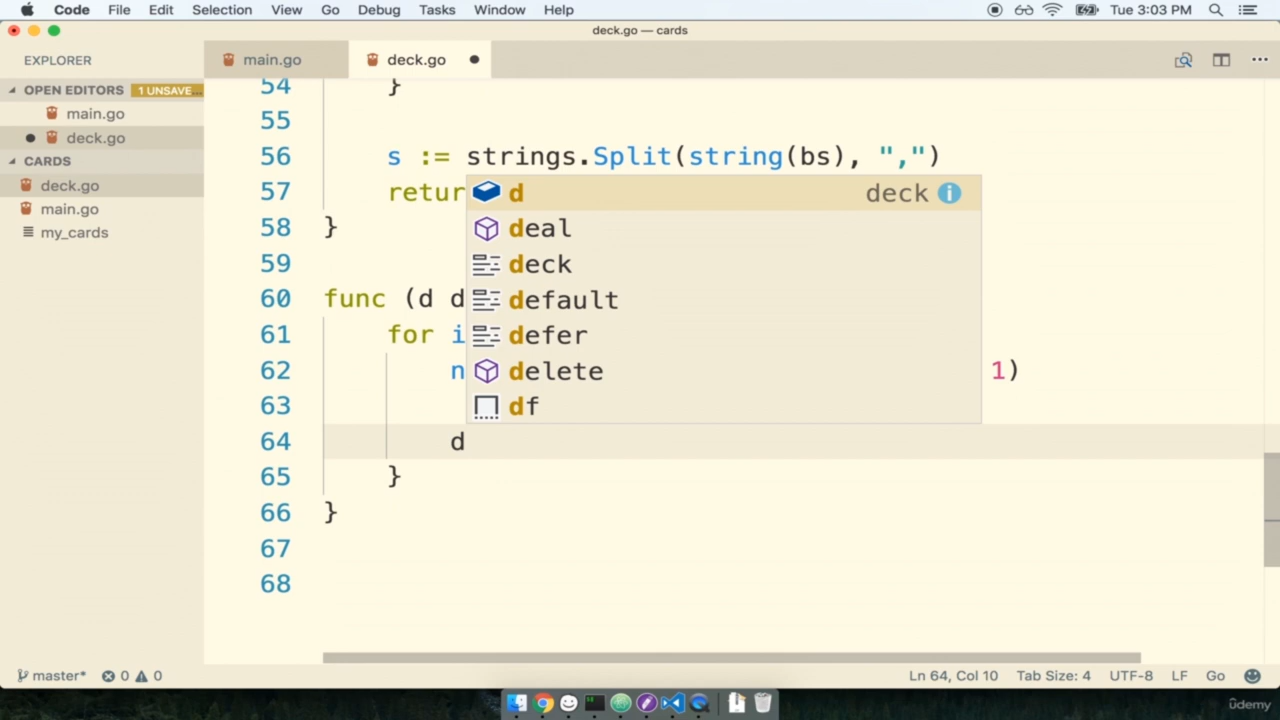 Code File Edit Selection View Go Debug Tasks Window Help Tue 3:03 PM
deck.go — cards
EXPLORER main.go deck.go
OPEN EDITORS 1 UNSAVE...
main.go
deck.go
CARDS
deck.go
main.go
my_cards
54 }
55
56 s := strings.Split(string(bs), ",")
57 retur
58 }
59
60 func (d d
61 for i
62 n 1)
63
64 d
65 }
66 }
67
68
d deck
deal
deck
default
defer
delete
df
master* 0 0 Ln 64, Col 10 Tab Size: 4 UTF-8 LF Go
ûdemy